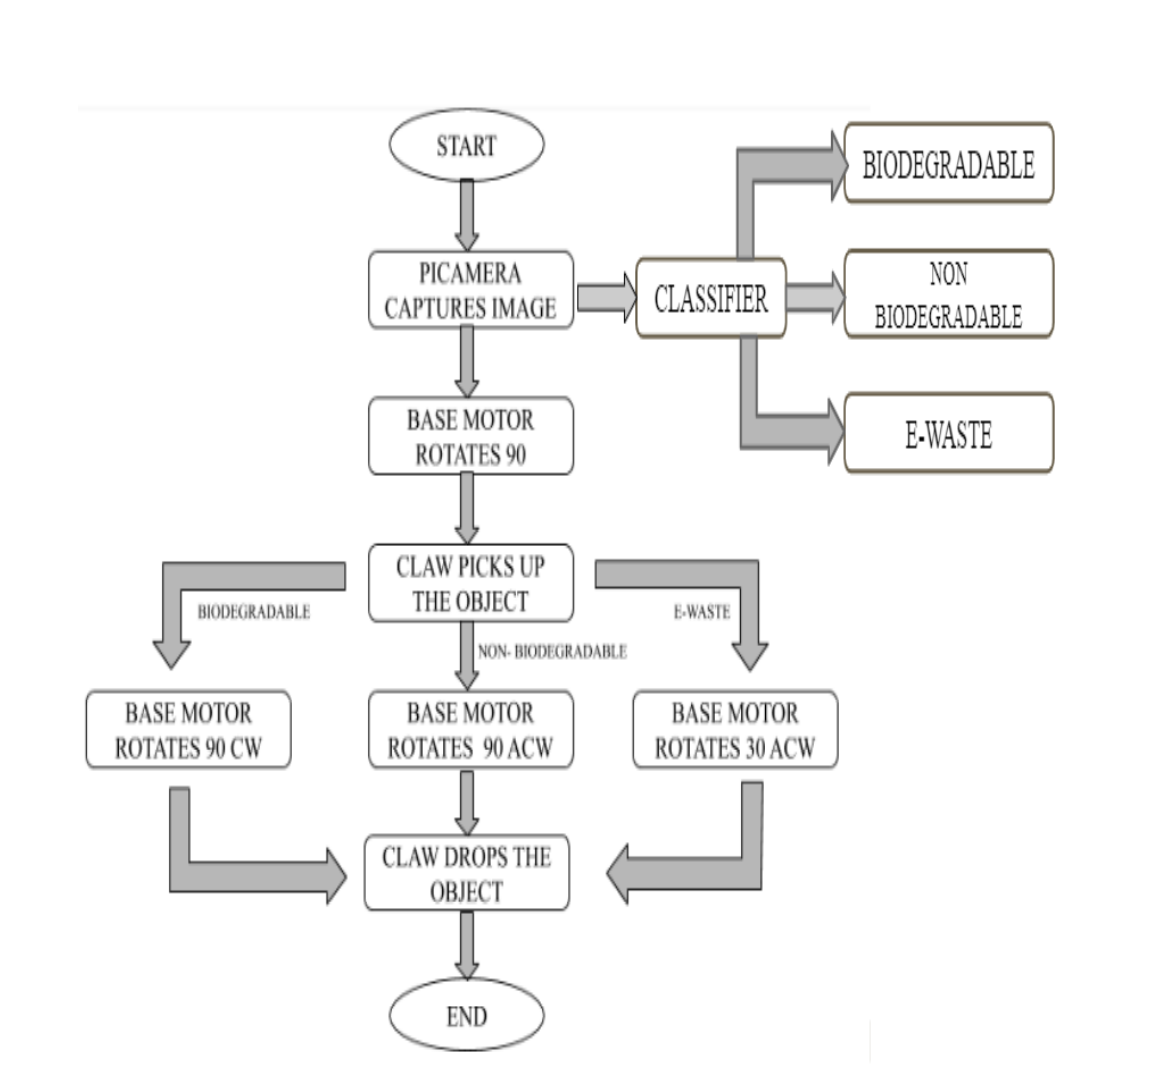 START
PICAMERA
CAPTURES IMAGE
CLASSIFIER
BIODEGRADABLE
NON
BIODEGRADABLE
E-WASTE
BASE MOTOR
ROTATES 90
CLAW PICKS UP
THE OBJECT
BIODEGRADABLE
E-WASTE
NON- BIODEGRADABLE
BASE MOTOR
ROTATES 90 CW
BASE MOTOR
ROTATES 90 ACW
BASE MOTOR
ROTATES 30 ACW
CLAW DROPS THE
OBJECT
END